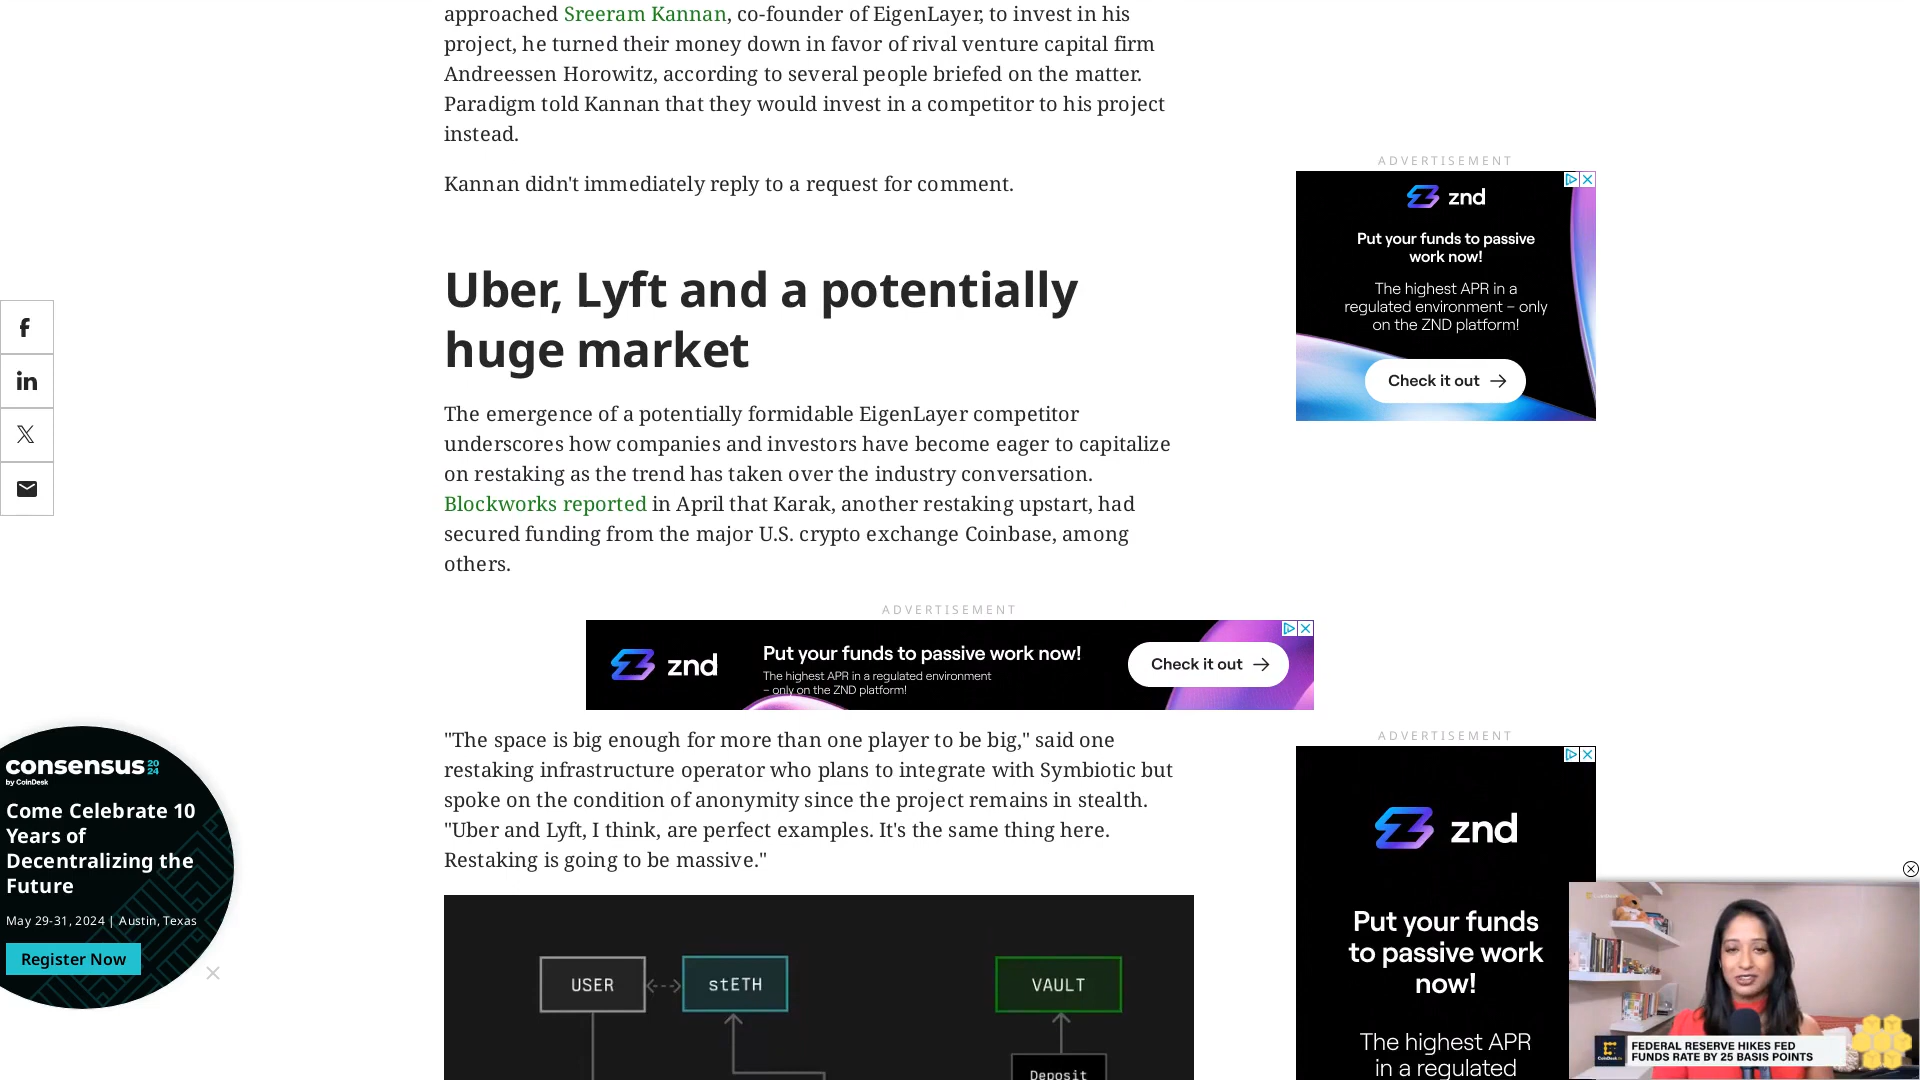 approached Sreeram Kannan, co-founder of EigenLayer, to invest in his
project, he turned their money down in favor of rival venture capital firm
Andreessen Horowitz, according to several people briefed on the matter.
Paradigm told Kannan that they would invest in a competitor to his project
instead.
Kannan didn't immediately reply to a request for comment.
Uber, Lyft and a potentially
huge market
The emergence of a potentially formidable EigenLayer competitor
underscores how companies and investors have become eager to capitalize
on restaking as the trend has taken over the industry conversation.
Blockworks reported in April that Karak, another restaking upstart, had
secured funding from the major U.S. crypto exchange Coinbase, among
others.
ADVERTISEMENT
znd
Put your funds to passive work now!
The highest APR in a regulated environment
– only on the ZND platform!
Check it out
"The space is big enough for more than one player to be big," said one
restaking infrastructure operator who plans to integrate with Symbiotic but
spoke on the condition of anonymity since the project remains in stealth.
"Uber and Lyft, I think, are perfect examples. It's the same thing here.
Restaking is going to be massive."
USER
stETH
VAULT
Deposit
ADVERTISEMENT
znd
Put your funds to passive
work now!
The highest APR in a
regulated environment – only
on the ZND platform!
Check it out
ADVERTISEMENT
znd
Put your funds
to passive work
now!
The highest APR
in a regulated
consensus 2024
by CoinDesk
Come Celebrate 10
Years of
Decentralizing the
Future
May 29-31, 2024 | Austin, Texas
Register Now
FEDERAL RESERVE HIKES FED
FUNDS RATE BY 25 BASIS POINTS